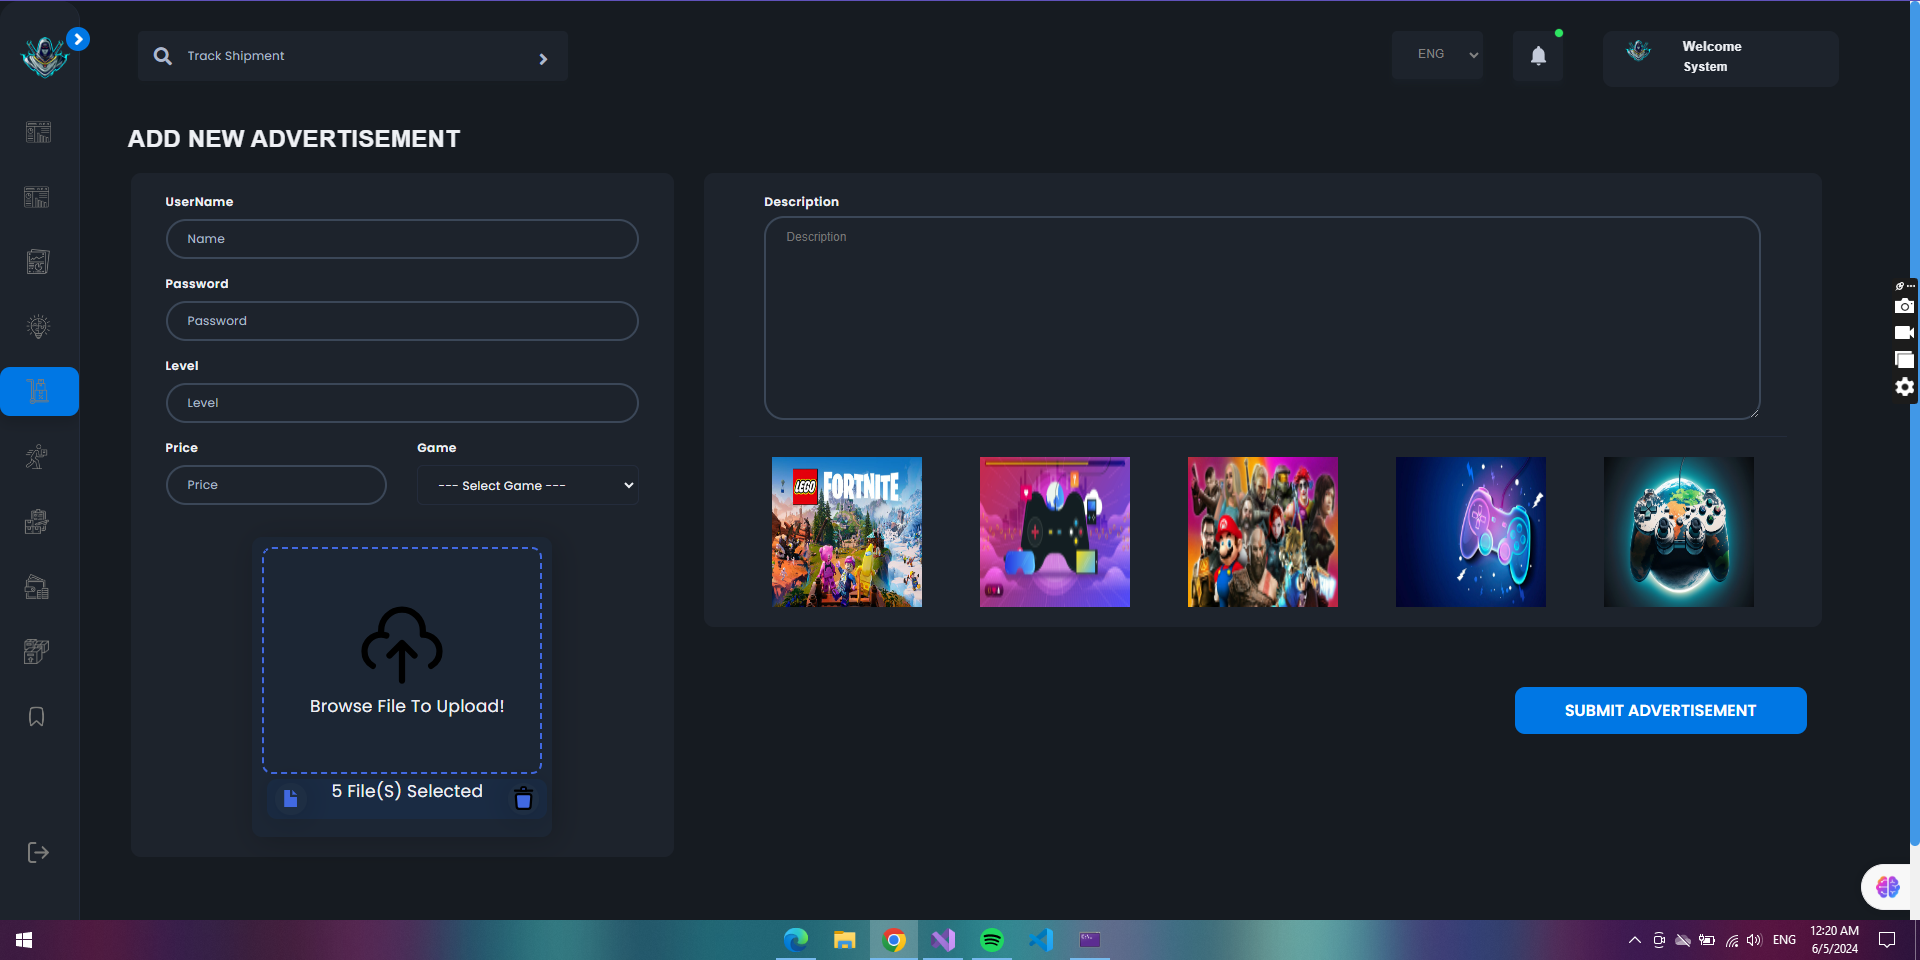 Track Shipment
ENG
Welcome
System
ADD NEW ADVERTISEMENT
UserName
Name
Password
Password
Level
Level
Price
Game
Price
--- Select Game ---
Browse File To Upload!
5 File(S) Selected
Description
Description
LEGO FORTNITE
SUBMIT ADVERTISEMENT
ENG
12:20 AM
6/5/2024